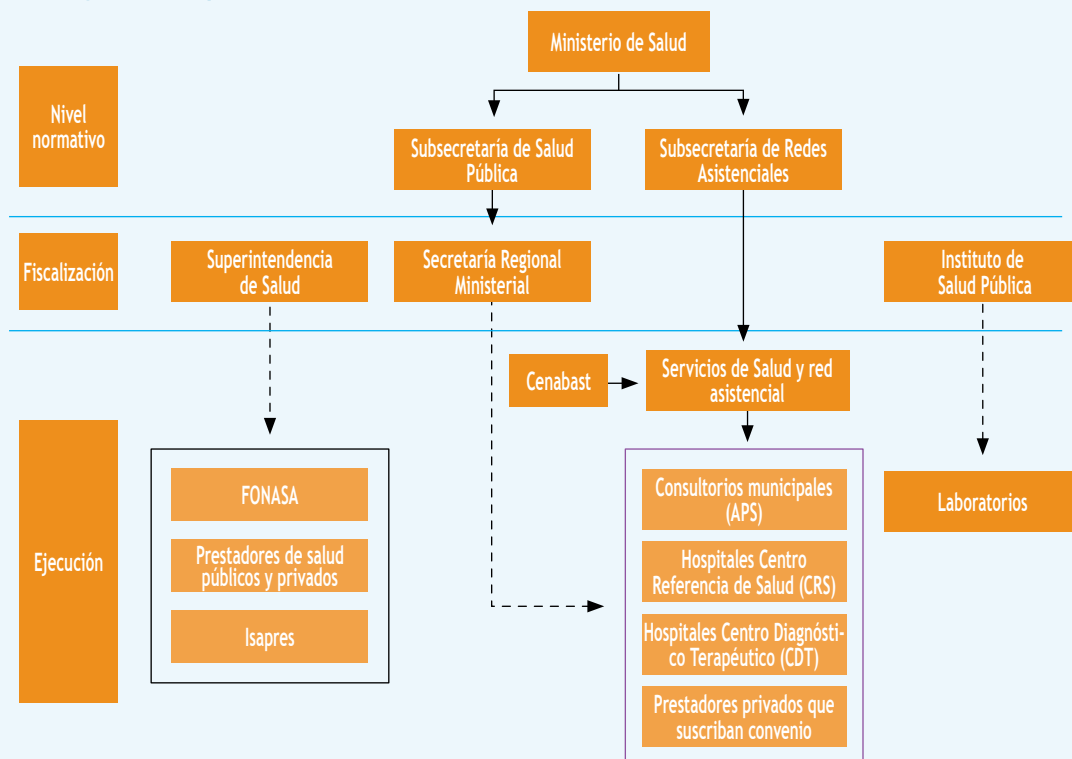 Ministerio de Salud
Nivel
normativo
Subsecretaría de Salud
Pública
Subsecretaría de Redes
Asistenciales
Fiscalización
Superintendencia
de Salud
Secretaría Regional
Ministerial
Instituto de
Salud Pública
Cenabast
Servicios de Salud y red
asistencial
Ejecución
FONASA
Prestadores de salud
públicos y privados
Isapres
Consultorios municipales
(APS)
Hospitales Centro
Referencia de Salud (CRS)
Hospitales Centro Diagnósti-
co Terapéutico (CDT)
Prestadores privados que
suscriban convenio
Laboratorios